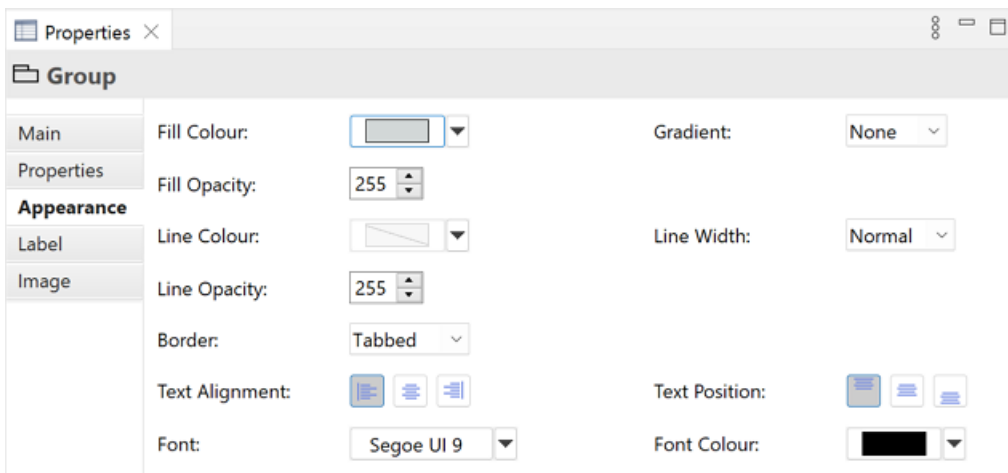 Properties
Group
Main
Properties
Appearance
Label
Image
Fill Colour:
Gradient: None
Fill Opacity: 255
Line Colour:
Line Width: Normal
Line Opacity: 255
Border: Tabbed
Text Alignment:
Text Position:
Font: Segoe UI 9
Font Colour: